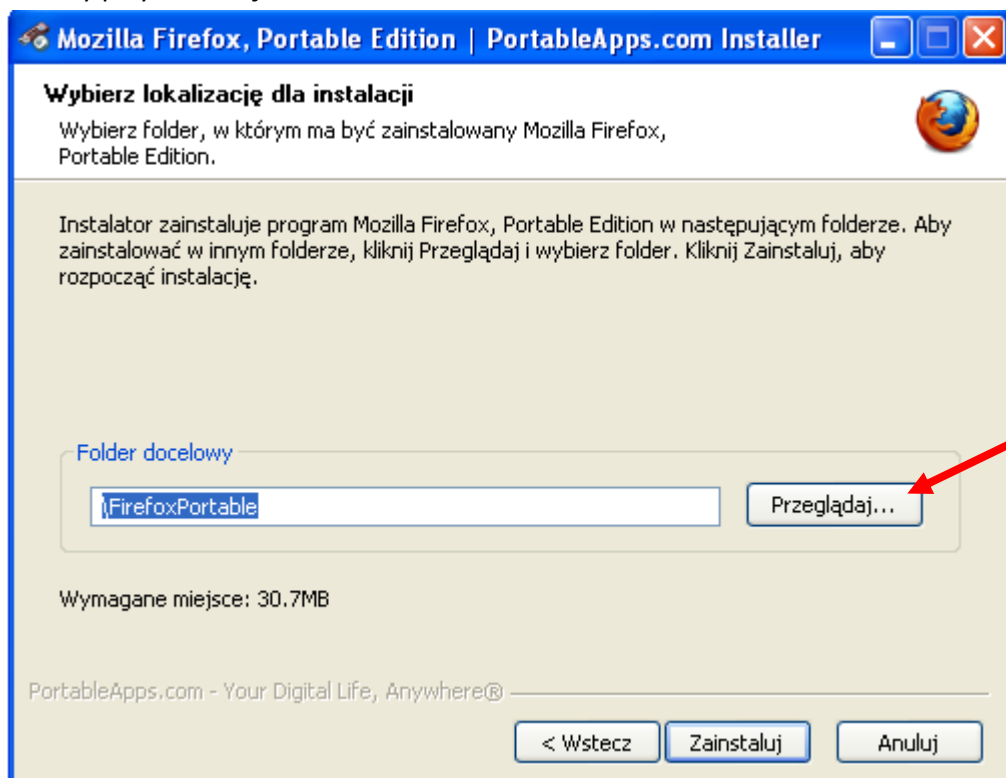 Mozilla Firefox, Portable Edition | PortableApps.com Installer
Wybierz lokalizację dla instalacji
Wybierz folder, w którym ma być zainstalowany Mozilla Firefox,
Portable Edition.
Instalator zainstaluje program Mozilla Firefox, Portable Edition w następującym folderze. Aby
zainstalować w innym folderze, kliknij Przeglądaj i wybierz folder. Kliknij Zainstaluj, aby
rozpocząć instalację.
Folder docelowy
\FirefoxPortable
Przeglądaj...
Wymagane miejsce: 30.7MB
PortableApps.com - Your Digital Life, Anywhere®
< Wstecz
Zainstaluj
Anuluj